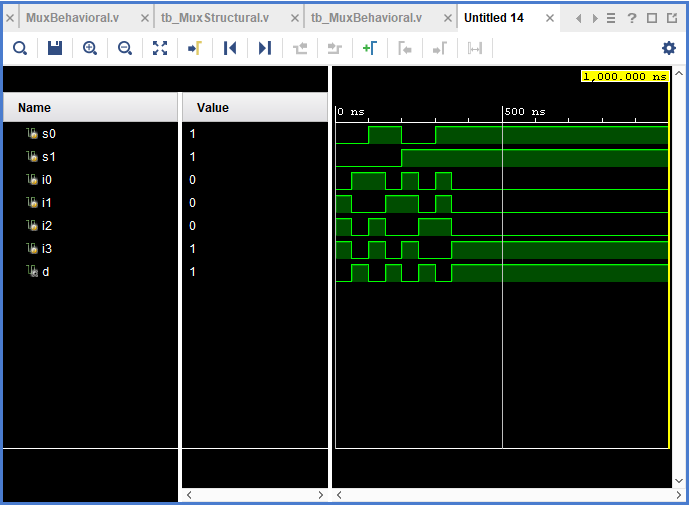 MuxBehavioral.v tb_MuxStructural.v tb_MuxBehavioral.v Untitled 14
1,000.000 ns
Name Value
0 ns 500 ns
s0 1
s1 1
i0 0
i1 0
i2 0
i3 1
d 1